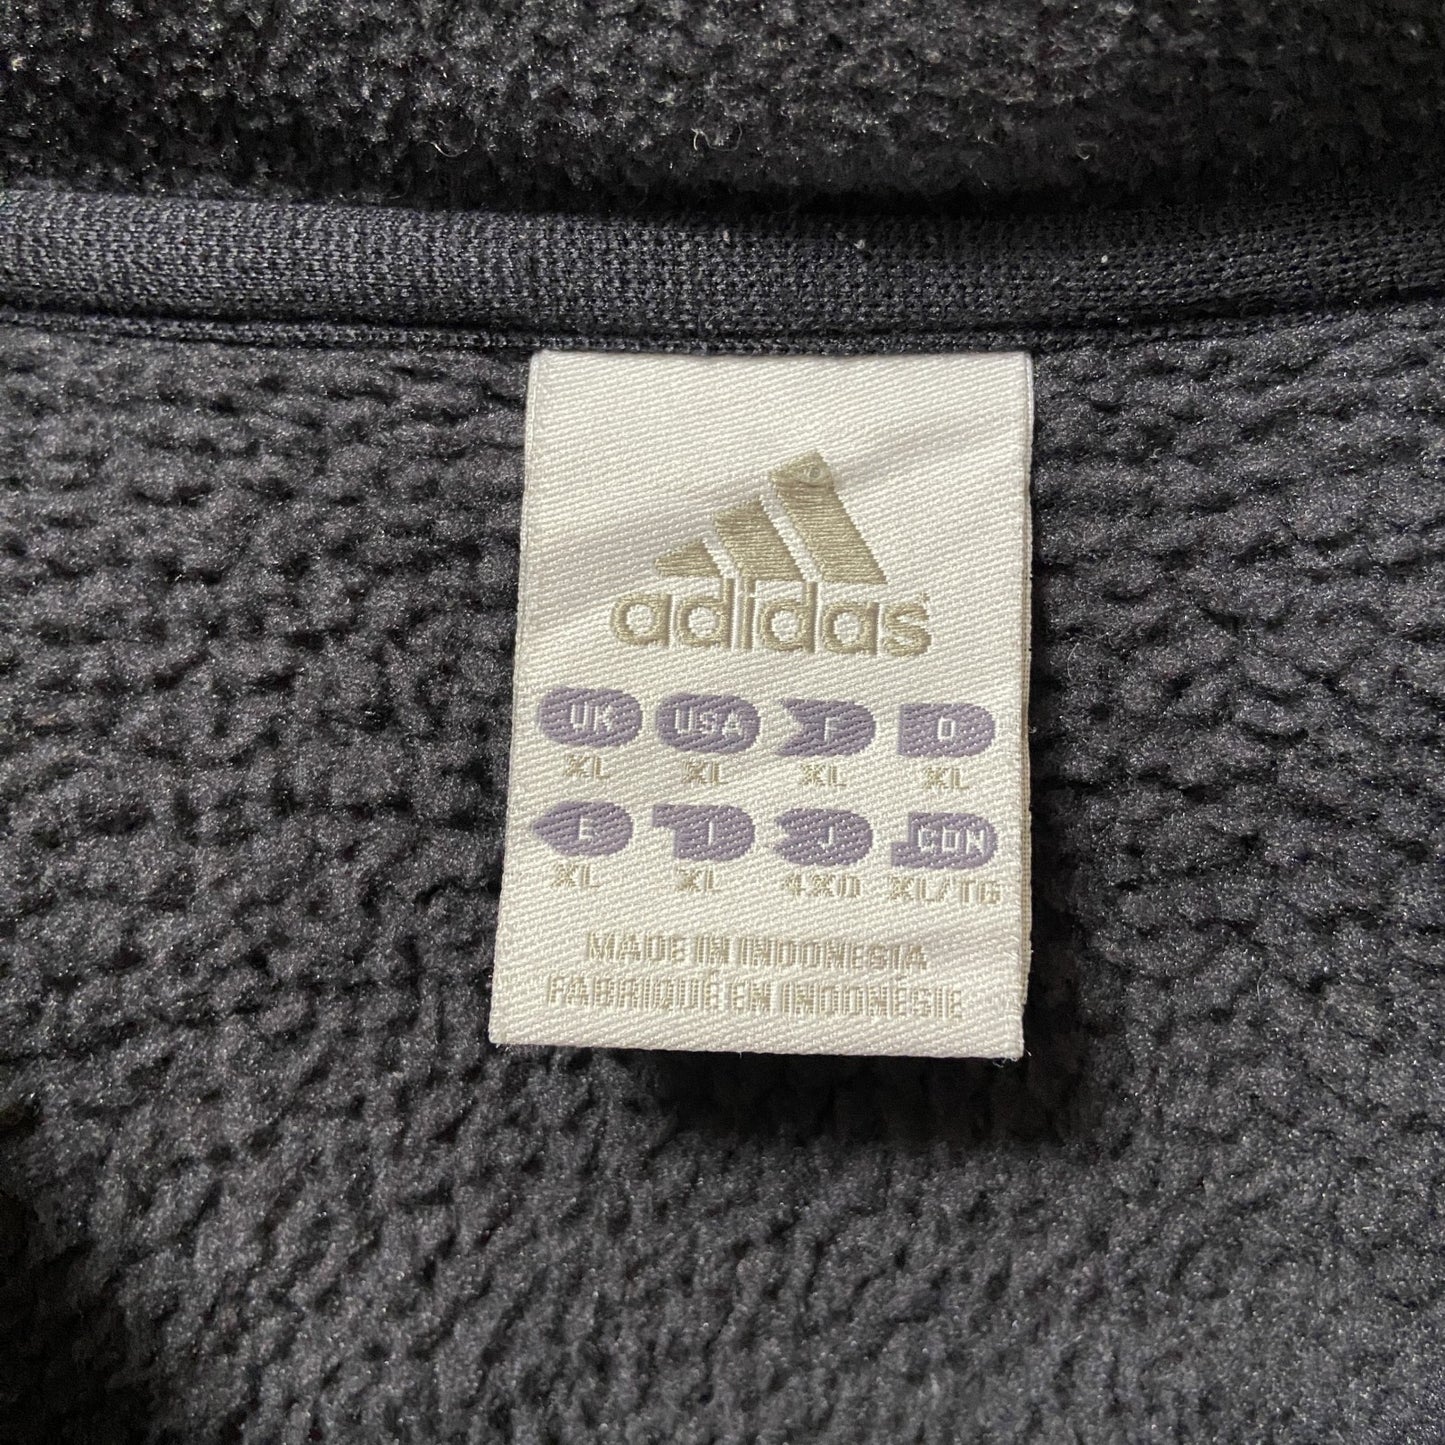 adidas
UK USA F D
XL XL XL XL
E I J CDN
XL XL 4XO XL/TG
MADE IN INDONESIA
FABRIQUÉ EN INDONÉSIE